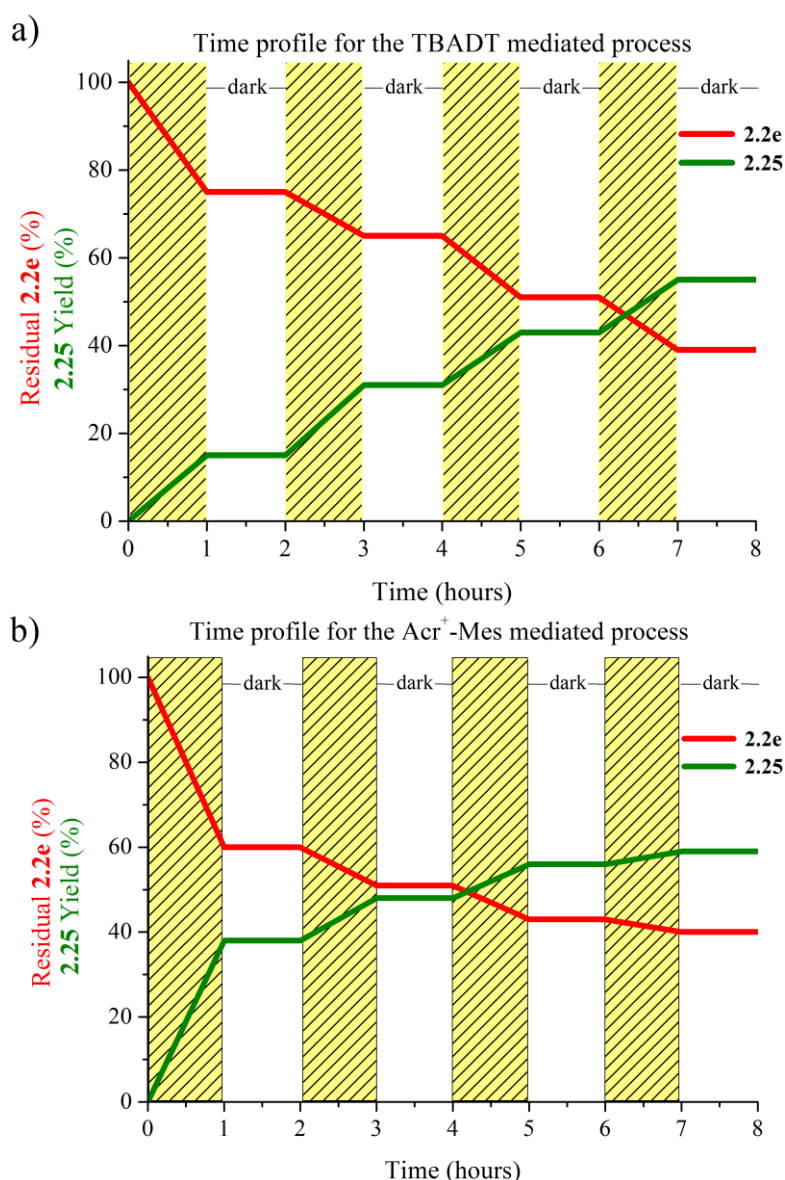 a)
Time profile for the TBADT mediated process
100
80
60
40
20
0
dark
dark
dark
dark
2.2e
2.25
Residual 2.2e (%)
2.25 Yield (%)
0 1 2 3 4 5 6 7 8
Time (hours)
b)
Time profile for the Acr⁺-Mes mediated process
100
80
60
40
20
0
dark
dark
dark
dark
2.2e
2.25
Residual 2.2e (%)
2.25 Yield (%)
0 1 2 3 4 5 6 7 8
Time (hours)